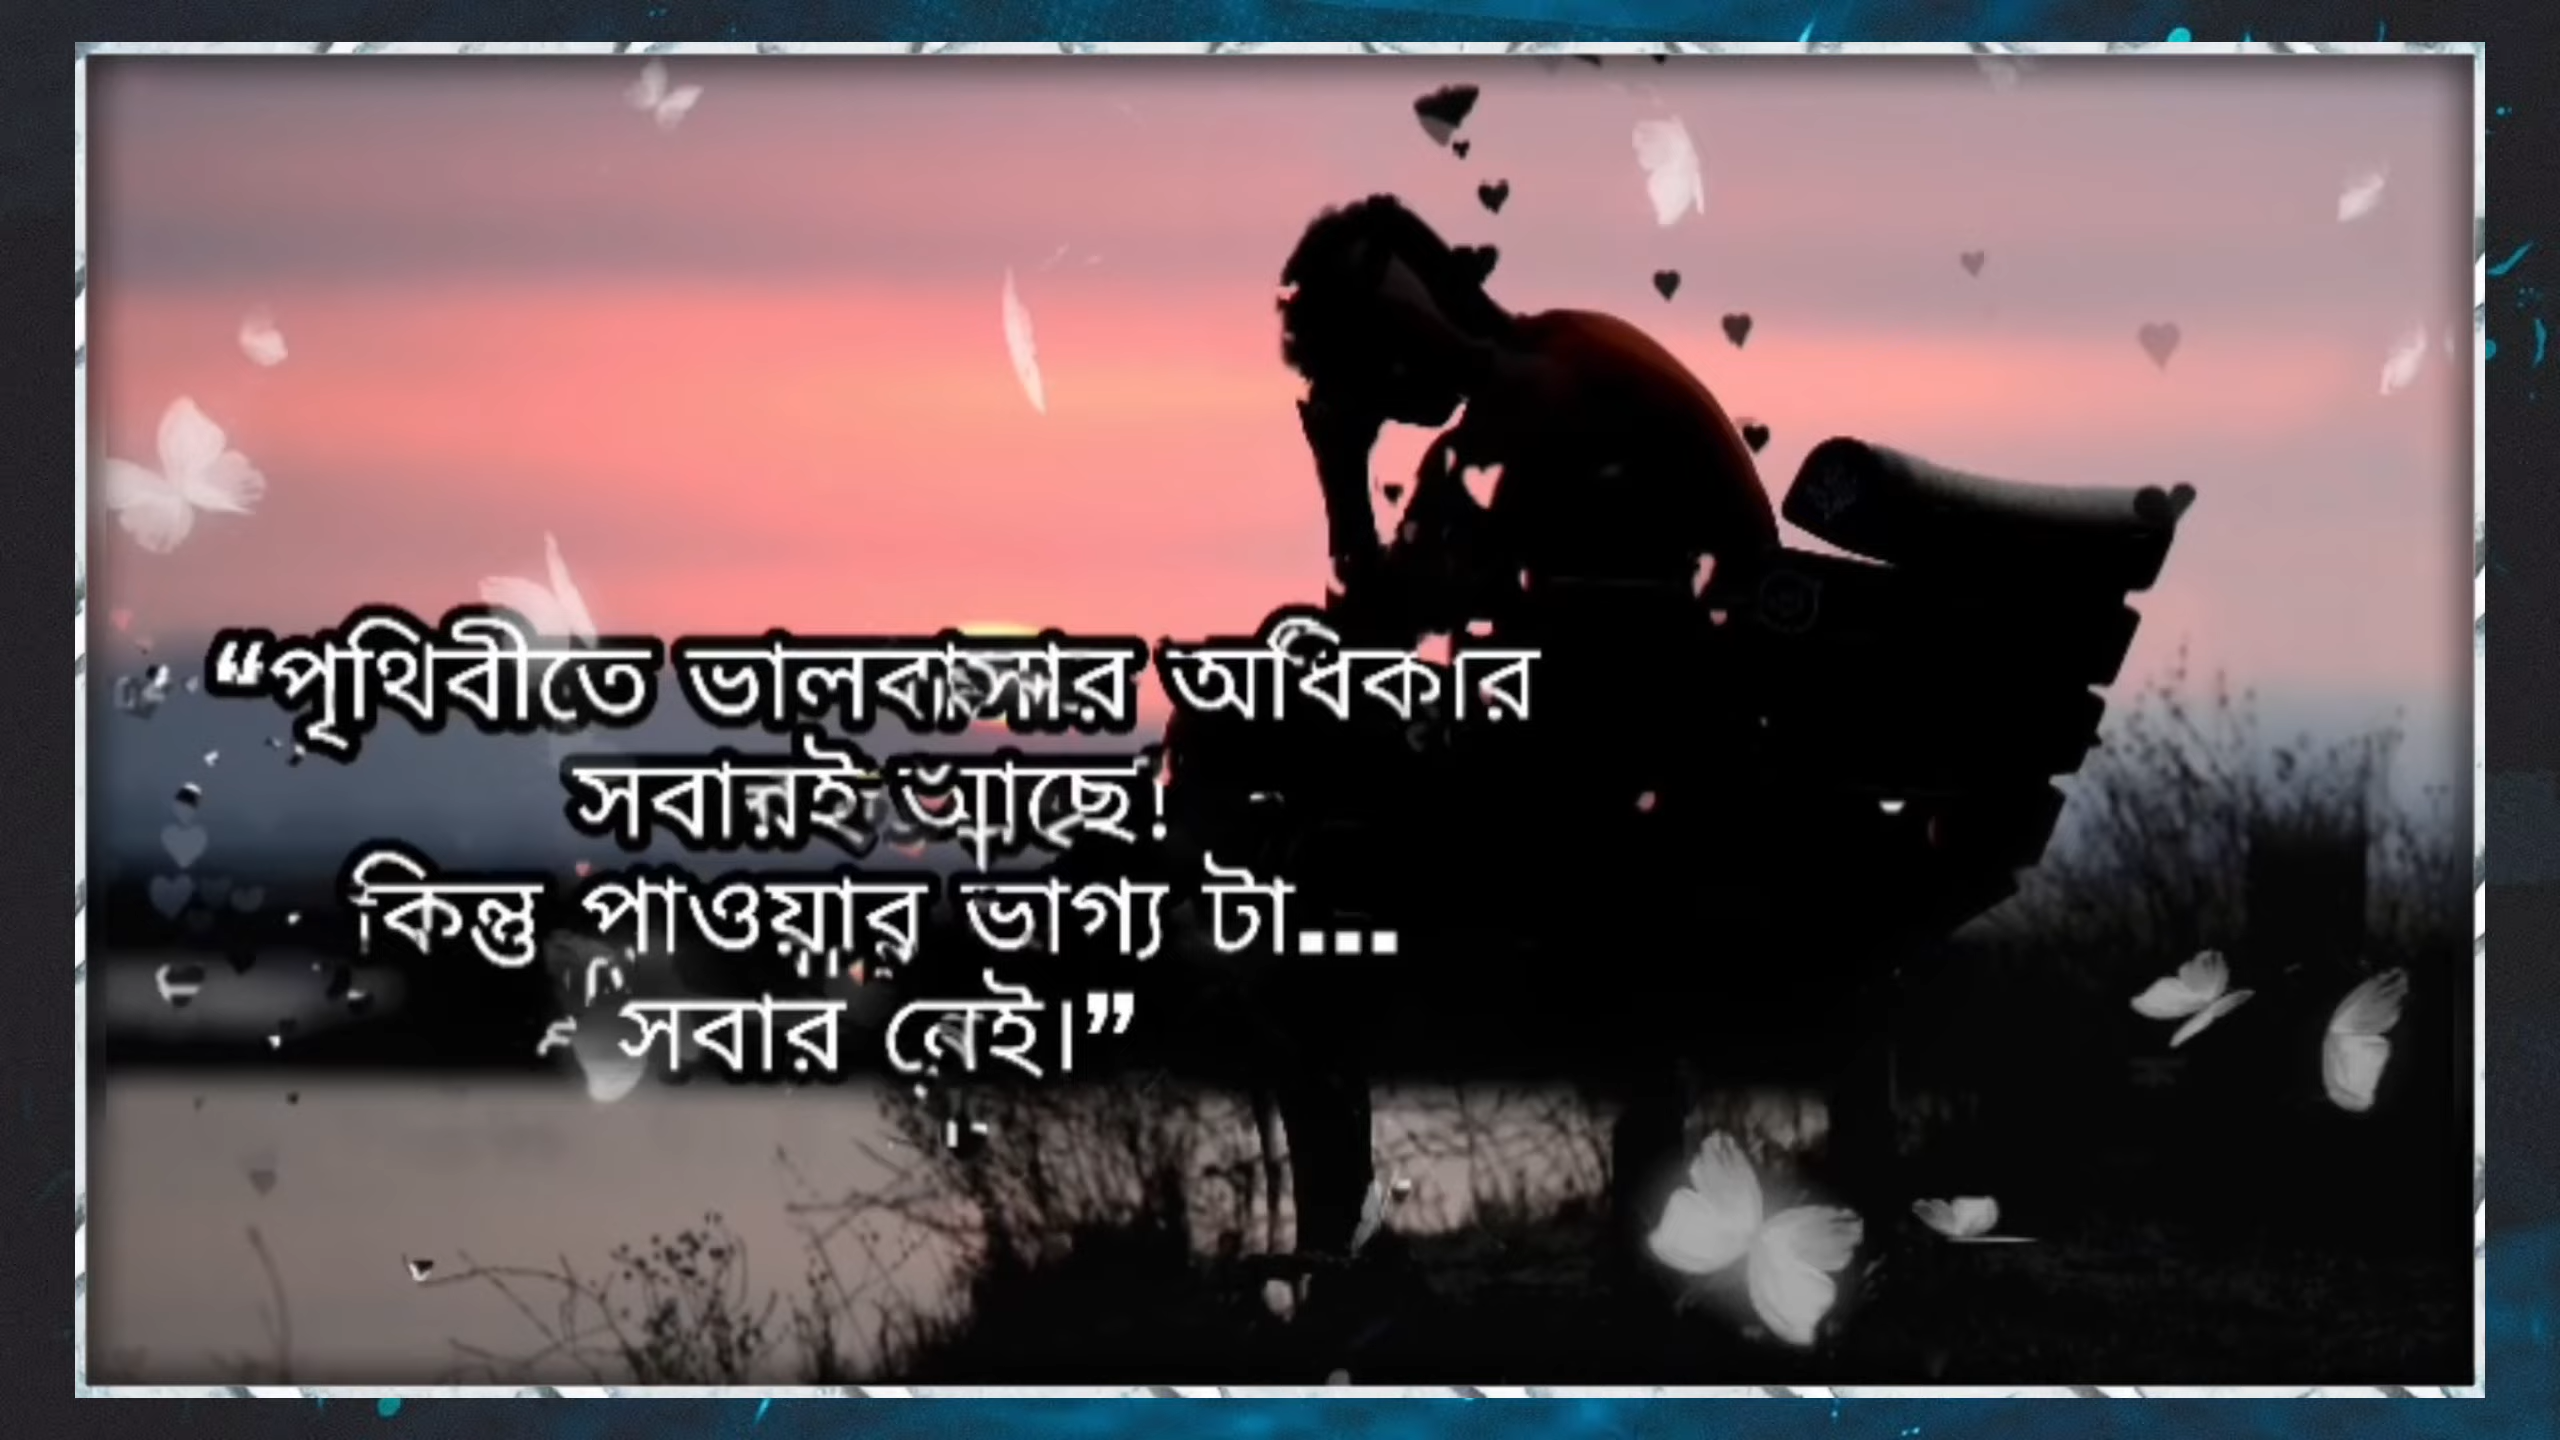 “পৃথিবীতে ভালবাসার অধিকার
সবারই আছে!
কিন্তু পাওয়ার ভাগ্য টা...
সবার নেই।”